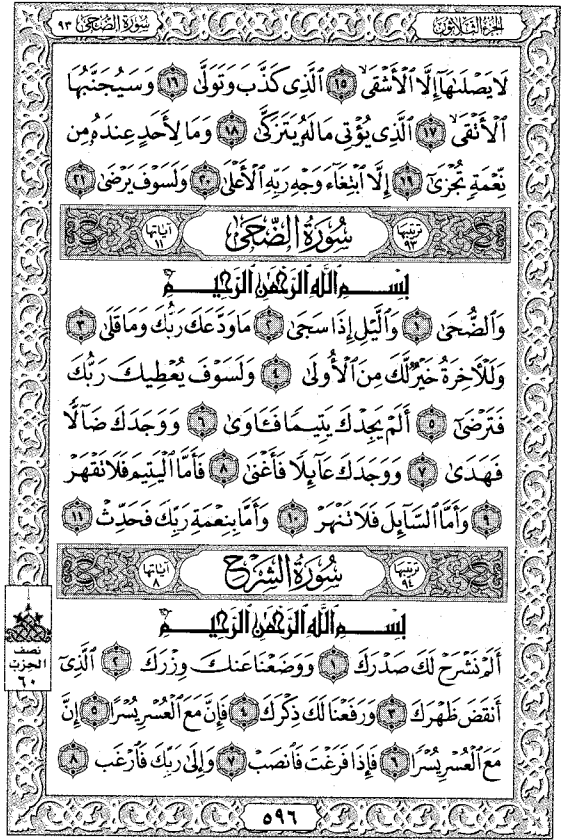 الجزء الثلاثون
سورة الضحى ٩٣
لَا يَصْلَىٰهَآ إِلَّا ٱلْأَشْقَى ١٥ ٱلَّذِى كَذَّبَ وَتَوَلَّىٰ ١٦ وَسَيُجَنَّبُهَا
ٱلْأَتْقَى ١٧ ٱلَّذِى يُؤْتِى مَالَهُۥ يَتَزَكَّىٰ ١٨ وَمَا لِأَحَدٍ عِندَهُۥ مِن
نِّعْمَةٍ تُجْزَىٰٓ ١٩ إِلَّا ٱبْتِغَآءَ وَجْهِ رَبِّهِ ٱلْأَعْلَىٰ ٢٠ وَلَسَوْفَ يَرْضَىٰ ٢١
ترتيبها ٩٣ سُورَةُ الضُّحَىٰ آياتها ١١
بِسْمِ ٱللَّهِ ٱلرَّحْمَٰنِ ٱلرَّحِيمِ
وَٱلضُّحَىٰ ١ وَٱلَّيْلِ إِذَا سَجَىٰ ٢ مَا وَدَّعَكَ رَبُّكَ وَمَا قَلَىٰ ٣
وَلَلْأَخِرَةُ خَيْرٌ لَّكَ مِنَ ٱلْأُولَىٰ ٤ وَلَسَوْفَ يُعْطِيكَ رَبُّكَ
فَتَرْضَىٰٓ ٥ أَلَمْ يَجِدْكَ يَتِيمًا فَـَٔاوَىٰ ٦ وَوَجَدَكَ ضَآلًّا
فَهَدَىٰ ٧ وَوَجَدَكَ عَآئِلًا فَأَغْنَىٰ ٨ فَأَمَّا ٱلْيَتِيمَ فَلَا تَقْهَرْ
٩ وَأَمَّا ٱلسَّآئِلَ فَلَا تَنْهَرْ ١٠ وَأَمَّا بِنِعْمَةِ رَبِّكَ فَحَدِّثْ ١١
ترتيبها ٩٤ سُورَةُ الشَّرْحِ آياتها ٨
بِسْمِ ٱللَّهِ ٱلرَّحْمَٰنِ ٱلرَّحِيمِ
أَلَمْ نَشْرَحْ لَكَ صَدْرَكَ ١ وَوَضَعْنَا عَنكَ وِزْرَكَ ٢ ٱلَّذِىٓ
أَنقَضَ ظَهْرَكَ ٣ وَرَفَعْنَا لَكَ ذِكْرَكَ ٤ فَإِنَّ مَعَ ٱلْعُسْرِ يُسْرًا ٥ إِنَّ
مَعَ ٱلْعُسْرِ يُسْرًا ٦ فَإِذَا فَرَغْتَ فَٱنصَبْ ٧ وَإِلَىٰ رَبِّكَ فَٱرْغَب ٨
نصف
الحزب
٦٠
٥٩٦